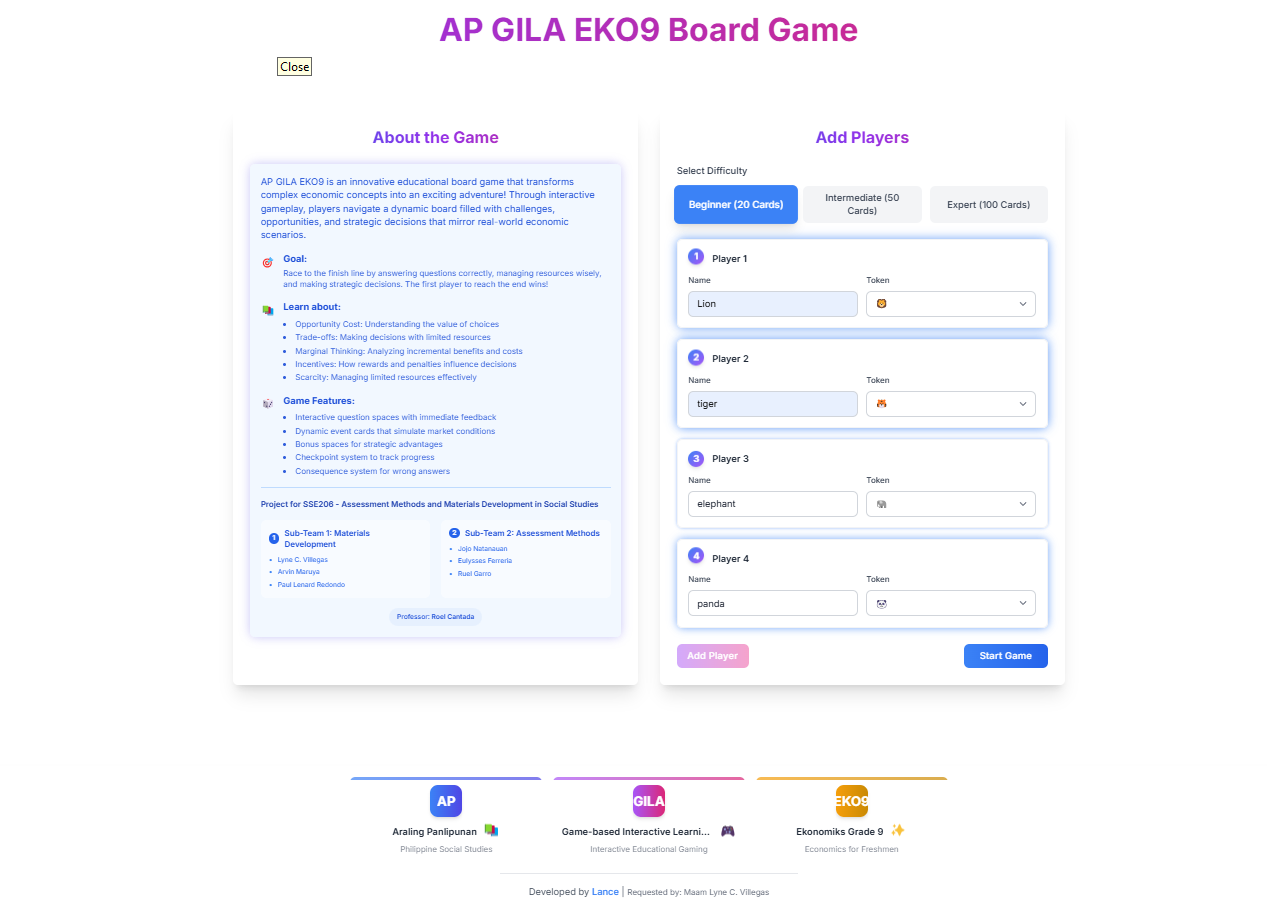 AP GILA EKO9 Board Game
Close
About the Game
AP GILA EKO9 is an innovative educational board game that transforms
complex economic concepts into an exciting adventure! Through interactive
gameplay, players navigate a dynamic board filled with challenges,
opportunities, and strategic decisions that mirror real-world economic
scenarios.
Goal:
Race to the finish line by answering questions correctly, managing resources wisely,
and making strategic decisions. The first player to reach the end wins!
Learn about:
• Opportunity Cost: Understanding the value of choices
• Trade-offs: Making decisions with limited resources
• Marginal Thinking: Analyzing incremental benefits and costs
• Incentives: How rewards and penalties influence decisions
• Scarcity: Managing limited resources effectively
Game Features:
• Interactive question spaces with immediate feedback
• Dynamic event cards that simulate market conditions
• Bonus spaces for strategic advantages
• Checkpoint system to track progress
• Consequence system for wrong answers
Project for SSE206 - Assessment Methods and Materials Development in Social Studies
1 Sub-Team 1: Materials
Development
• Lyne C. Villegas
• Arvin Maruya
• Paul Lenard Redondo
2 Sub-Team 2: Assessment Methods
• Jojo Natanauan
• Eulysses Ferreria
• Ruel Garro
Professor: Roel Cantada
Add Players
Select Difficulty
Beginner (20 Cards)
Intermediate (50
Cards)
Expert (100 Cards)
1 Player 1
Name Token
Lion
2 Player 2
Name Token
tiger
3 Player 3
Name Token
elephant
4 Player 4
Name Token
panda
Add Player Start Game
AP
Araling Panlipunan
Philippine Social Studies
GILA
Game-based Interactive Learni...
Interactive Educational Gaming
EKO9
Ekonomiks Grade 9
Economics for Freshmen
Developed by Lance | Requested by: Maam Lyne C. Villegas